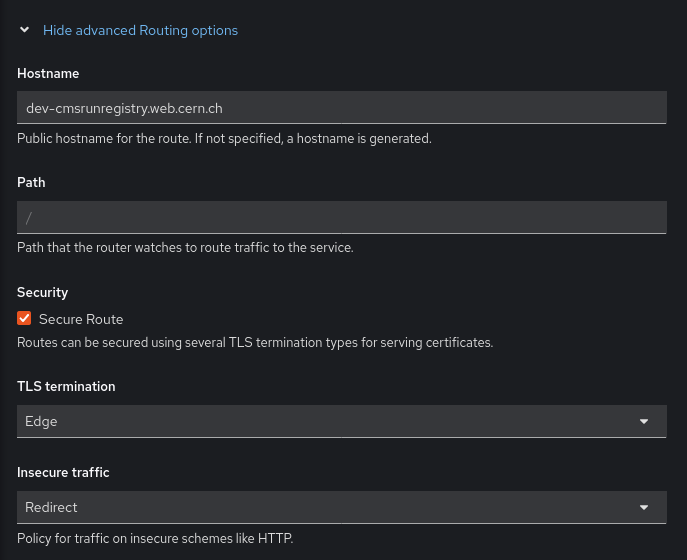 Hide advanced Routing options
Hostname
dev-cmsrunregistry.web.cern.ch
Public hostname for the route. If not specified, a hostname is generated.
Path
/
Path that the router watches to route traffic to the service.
Security
Secure Route
Routes can be secured using several TLS termination types for serving certificates.
TLS termination
Edge
Insecure traffic
Redirect
Policy for traffic on insecure schemes like HTTP.